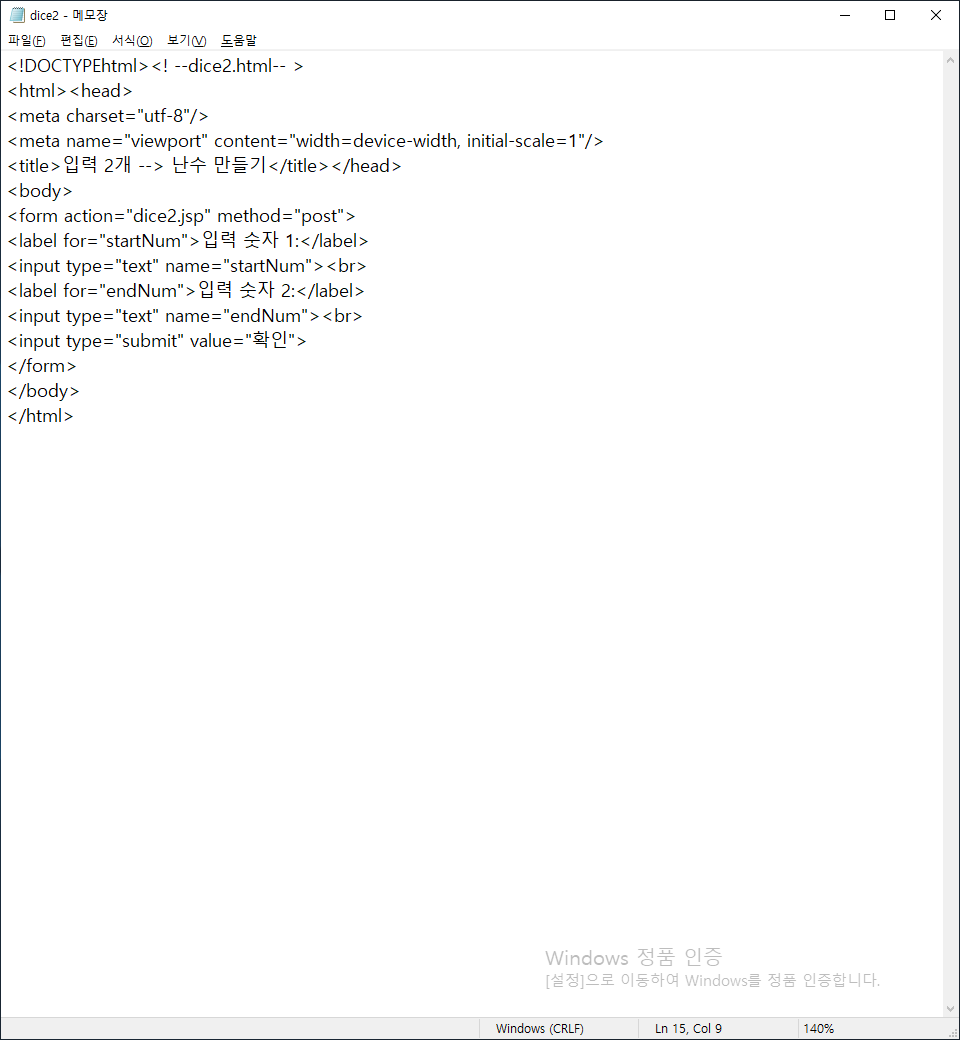 dice2 - 메모장
파일(F) 편집(E) 서식(O) 보기(V) 도움말
<!DOCTYPEhtml><! --dice2.html-- >
<html><head>
<meta charset="utf-8"/>
<meta name="viewport" content="width=device-width, initial-scale=1"/>
<title>입력 2개 --> 난수 만들기</title></head>
<body>
<form action="dice2.jsp" method="post">
<label for="startNum">입력 숫자 1:</label>
<input type="text" name="startNum"><br>
<label for="endNum">입력 숫자 2:</label>
<input type="text" name="endNum"><br>
<input type="submit" value="확인">
</form>
</body>
</html>
Windows 정품 인증
[설정]으로 이동하여 Windows를 정품 인증합니다.
Windows (CRLF) Ln 15, Col 9 140%